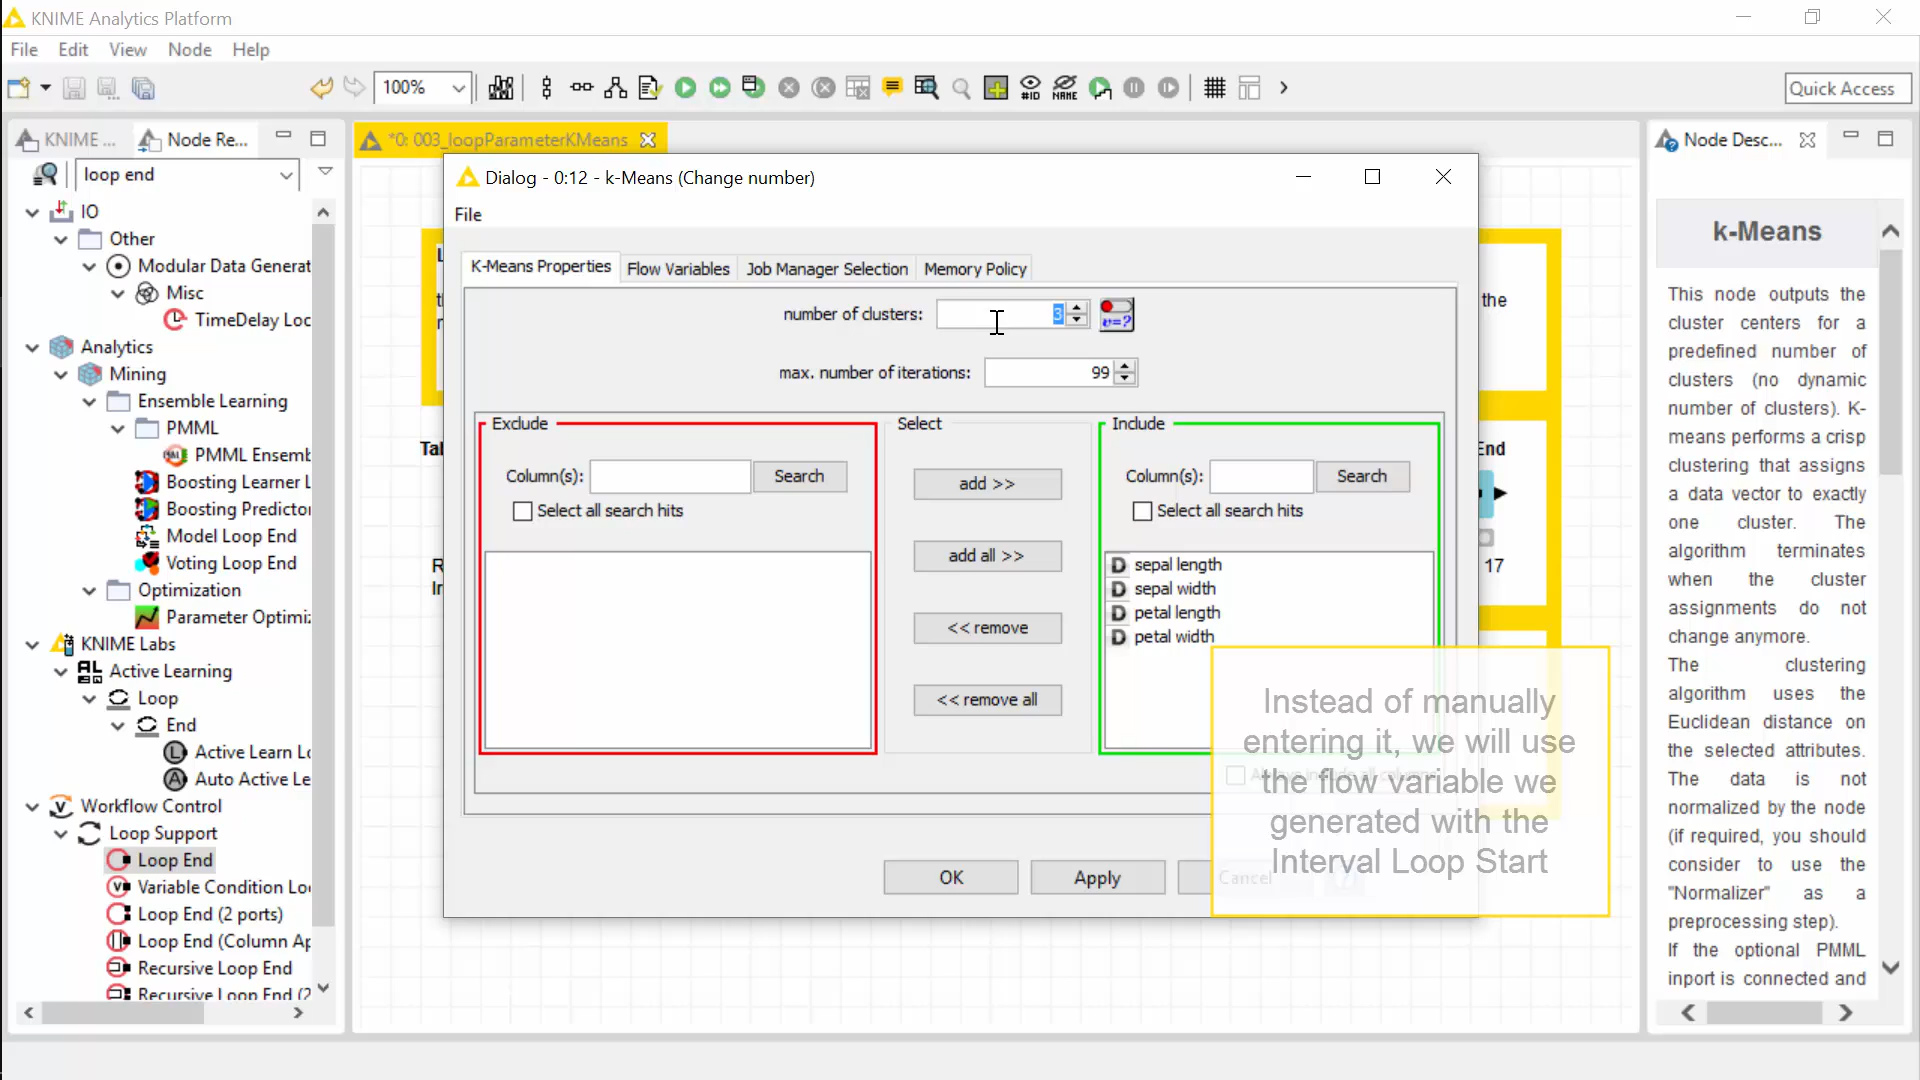 KNIME Analytics Platform
File Edit View Node Help
100%
Quick Access
KNIME ...
Node Re...
*0: 003_loopParameterKMeans
Node Desc...
loop end
IO
Other
Modular Data Generat
Misc
TimeDelay Loc
Analytics
Mining
Ensemble Learning
PMML
PMML Ensemb
Boosting Learner L
Boosting Predictor
Model Loop End
Voting Loop End
Optimization
Parameter Optimiz
KNIME Labs
Active Learning
Loop
End
Active Learn Lo
Auto Active Le
Workflow Control
Loop Support
Loop End
Variable Condition Lo
Loop End (2 ports)
Loop End (Column Ap
Recursive Loop End
Recursive Loop End (2
Dialog - 0:12 - k-Means (Change number)
File
K-Means Properties
Flow Variables
Job Manager Selection
Memory Policy
number of clusters: 3
v=?
max. number of iterations: 99
Exclude
Column(s):
Search
Select all search hits
Select
add >>
add all >>
<< remove
<< remove all
Include
Column(s):
Search
Select all search hits
D sepal length
D sepal width
D petal length
D petal width
OK
Apply
Cancel
Instead of manually
entering it, we will use
the flow variable we
generated with the
Interval Loop Start
the
End
17
k-Means
This node outputs the
cluster centers for a
predefined number of
clusters (no dynamic
number of clusters). K-
means performs a crisp
clustering that assigns
a data vector to exactly
one cluster. The
algorithm terminates
when the cluster
assignments do not
change anymore.
The clustering
algorithm uses the
Euclidean distance on
the selected attributes.
The data is not
normalized by the node
(if required, you should
consider to use the
"Normalizer" as a
preprocessing step).
If the optional PMML
inport is connected and